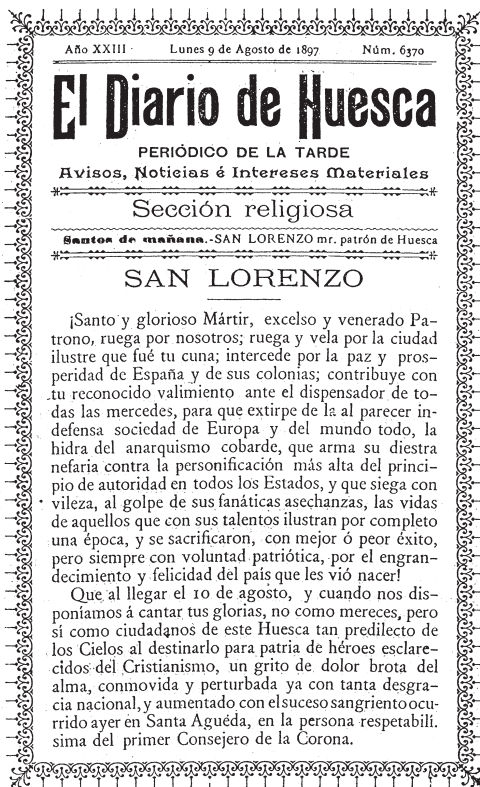 Año XXIII Lunes 9 de Agosto de 1897 Núm. 6370
El Diario de Huesca
PERIÓDICO DE LA TARDE
Avisos, Noticias é Intereses Materiales
Sección religiosa
Santos de mañana.-SAN LORENZO mr. patrón de Huesca
SAN LORENZO
¡Santo y glorioso Mártir, excelso y venerado Pa-
trono, ruega por nosotros; ruega y vela por la ciudad
ilustre que fué tu cuna; intercede por la paz y pros-
peridad de España y de sus colonias; contribuye con
tu reconocido valimiento ante el dispensador de to-
das las mercedes, para que extirpe de la al parecer in-
defensa sociedad de Europa y del mundo todo, la
hidra del anarquismo cobarde, que arma su diestra
nefaria contra la personificación más alta del princi-
pio de autoridad en todos los Estados, y que siega con
vileza, al golpe de sus fanáticas asechanzas, las vidas
de aquellos que con sus talentos ilustran por completo
una época, y se sacrificaron, con mejor ó peor éxito,
pero siempre con voluntad patriótica, por el engran-
decimiento y felicidad del país que les vió nacer!
Que al llegar el 10 de agosto, y cuando nos dis-
poníamos á cantar tus glorias, no como mereces, pero
sí como ciudadanos de este Huesca tan predilecto de
los Cielos al destinarlo para patria de héroes esclare-
cidos del Cristianismo, un grito de dolor brota del
alma, conmovida y perturbada ya con tanta desgra-
cia nacional, y aumentado con el suceso sangriento ocu-
rrido ayer en Santa Aguéda, en la persona respetabilí.
sima del primer Consejero de la Corona.